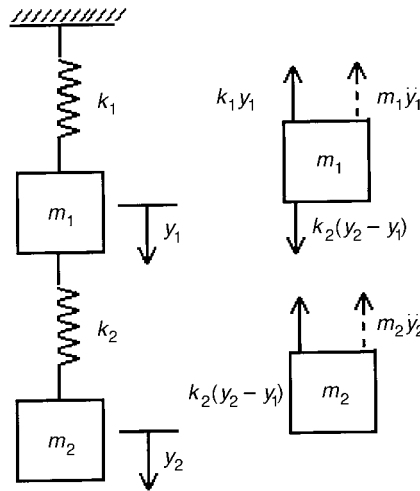 k₁
m₁
y₁
k₂
m₂
y₂
k₁y₁
m₁ÿ₁
m₁
k₂(y₂ – y₁)
m₂ÿ₂
k₂(y₂ – y₁)
m₂